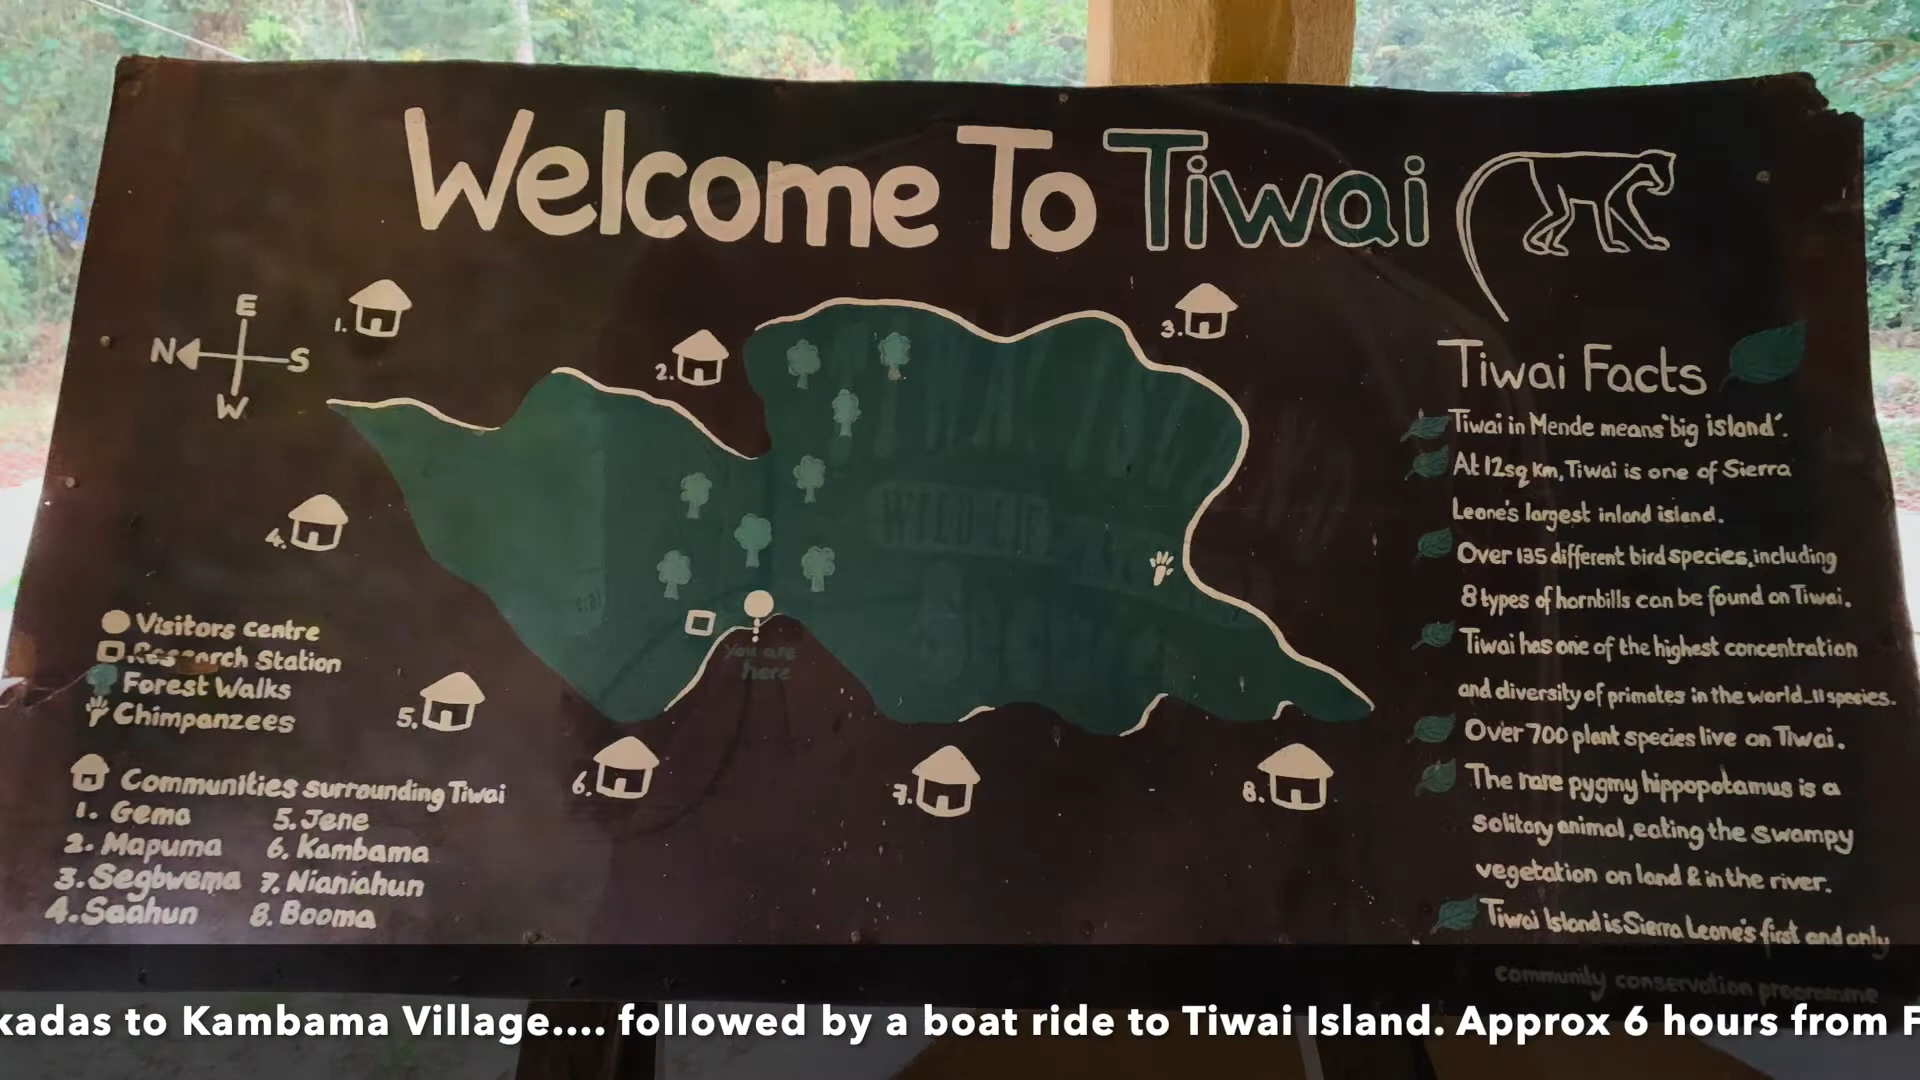 Welcome To Tiwai
E
N S
W
1.
2.
3.
4.
5.
6.
7.
8.
WILDLIFE
You are
here
Visitors Centre
Research Station
Forest Walks
Chimpanzees
Communities surrounding Tiwai
1. Gema 5. Jene
2. Mapuma 6. Kambama
3. Segbwema 7. Nianiahun
4. Saahun 8. Booma
Tiwai Facts
Tiwai in Mende means 'big island'.
At 12sq Km, Tiwai is one of Sierra
Leone's largest inland island.
Over 135 different bird species, including
8 types of hornbills can be found on Tiwai.
Tiwai has one of the highest concentration
and diversity of primates in the world_11 species.
Over 700 plant species live on Tiwai.
The rare pygmy hippopotamus is a
solitary animal, eating the swampy
vegetation on land & in the river.
Tiwai Island is Sierra Leone's first and only
community conservation programme
kadas to Kambama Village.... followed by a boat ride to Tiwai Island. Approx 6 hours from F